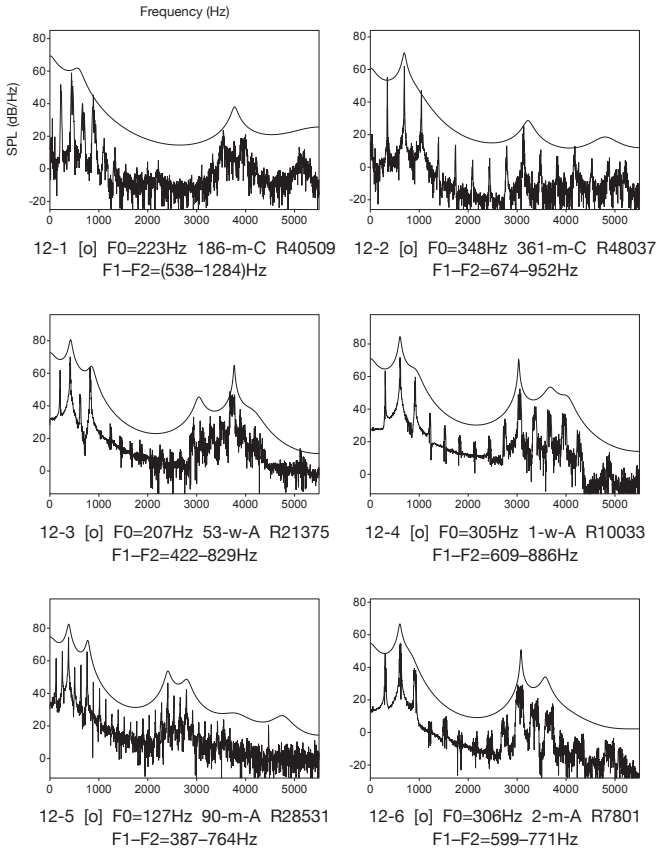 Frequency (Hz)
SPL (dB/Hz)
80
60
40
20
0
-20
0 1000 2000 3000 4000 5000
12-1 [o] F0=223Hz 186-m-C R40509
F1–F2=(538–1284)Hz
80
60
40
20
0
-20
0 1000 2000 3000 4000 5000
12-2 [o] F0=348Hz 361-m-C R48037
F1–F2=674–952Hz
80
60
40
20
0
0 1000 2000 3000 4000 5000
12-3 [o] F0=207Hz 53-w-A R21375
F1–F2=422–829Hz
80
60
40
20
0
0 1000 2000 3000 4000 5000
12-4 [o] F0=305Hz 1-w-A R10033
F1–F2=609–886Hz
80
60
40
20
0
0 1000 2000 3000 4000 5000
12-5 [o] F0=127Hz 90-m-A R28531
F1–F2=387–764Hz
80
60
40
20
0
-20
0 1000 2000 3000 4000 5000
12-6 [o] F0=306Hz 2-m-A R7801
F1–F2=599–771Hz